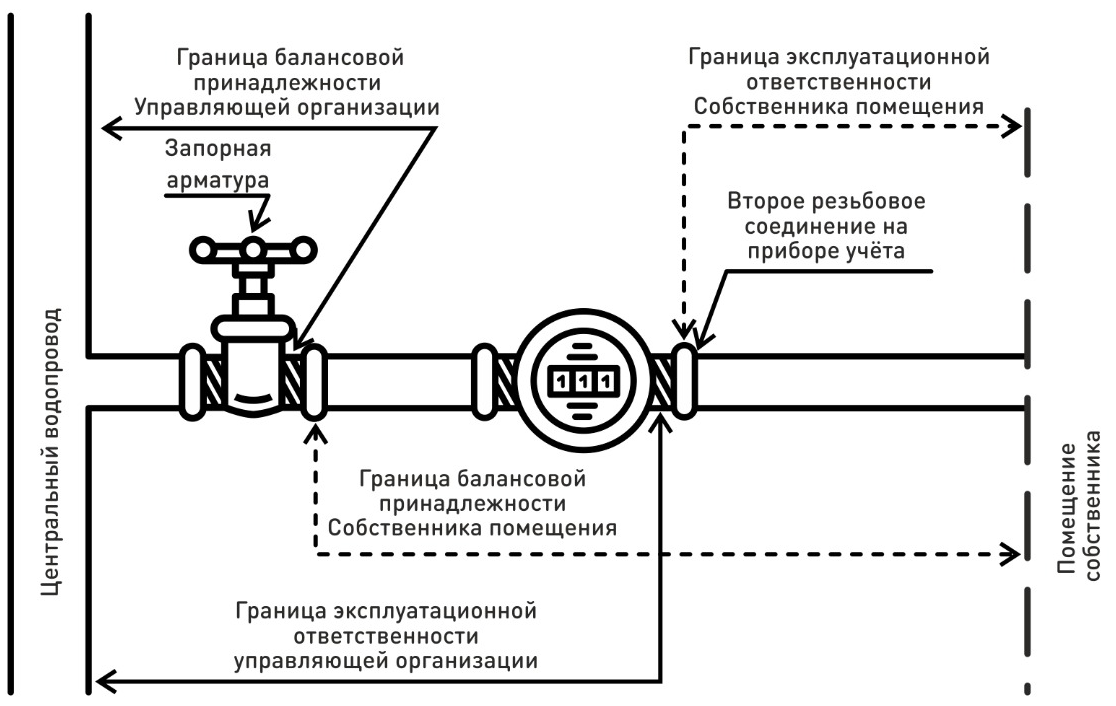 Граница балансовой
принадлежности
Управляющей организации
Граница эксплуатационной
ответственности
Собственника помещения
Запорная
арматура
Второе резьбовое
соединение на
приборе учёта
Центральный водопровод
1 1 1
Граница балансовой
принадлежности
Собственника помещения
Помещение
собственника
Граница эксплуатационной
ответственности
управляющей организации